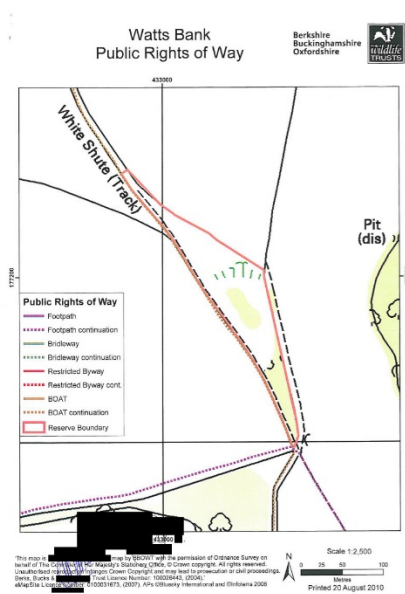 Watts Bank
Public Rights of Way
Berkshire
Buckinghamshire
Oxfordshire
wildlife
TRUSTS
433000
White Shute (Track)
Pit
(dis)
177200
Public Rights of Way
Footpath
Footpath continuation
Bridleway
Bridleway continuation
Restricted Byway
Restricted Byway cont.
BOAT
BOAT continuation
Reserve Boundary
433000
'This map is map by BBOWT with the permission of Ordnance Survey on
behalf of The Her Majesty's Stationery Office, © Crown copyright. All rights reserved.
Unauthorised infringes Crown Copyright and may lead to prosecution or civil proceedings.
Berks, Bucks & Trust Licence Number: 100026443, (2004).'
eMapSite Licence Number 0100031673, (2007). APs ©Bluesky International and ©Infoterra 2006
N
Scale 1:2,500
0 25 50 100
Metres
Printed 20 August 2010